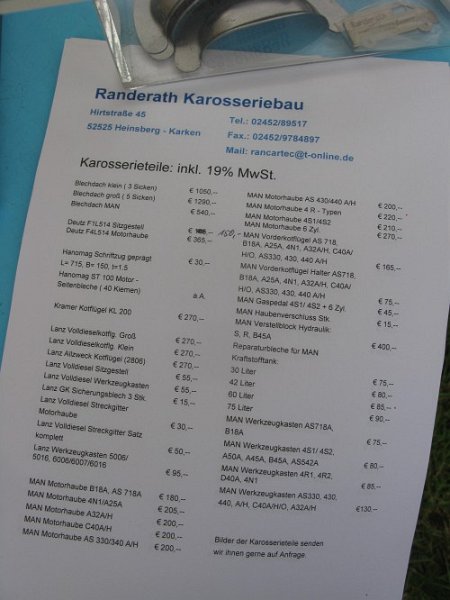 Randerath Karosseriebau
Hirtstraße 45
52525 Heinsberg - Karken
Tel.: 02452/89517
Fax.: 02452/9784897
Mail: rancartec@t-online.de
Karosserieteile: inkl. 19% MwSt.
Blechdach klein ( 3 Sicken) € 1050,--
Blechdach groß ( 5 Sicken) € 1290,--
Blechdach MAN € 540,--
Deutz F1L514 Sitzgestell € 150,--
Deutz F4L514 Motorhaube € 365,--
Hanomag Schriftzug geprägt
L= 715, B= 150, t=1.5 € 30,--
Hanomag ST 100 Motor -
Seitenbleche ( 40 Kiemen) a.A.
Kramer Kotflügel KL 200 € 270,--
Lanz Volldieselkotflg. Groß € 270,--
Lanz Volldieselkotflg. Klein € 270,--
Lanz Allzweck Kotflügel (2806) € 270,--
Lanz Volldiesel Sitzgestell € 55,--
Lanz Volldiesel Werkzeugkasten € 55,--
Lanz GK Sicherungsblech 3 Stk. € 15,--
Lanz Volldiesel Streckgitter
Motorhaube € 30,--
Lanz Volldiesel Streckgitter Satz
komplett € 50,--
Lanz Werkzeugkasten 5006/
5016, 6006/6007/6016 € 95,--
MAN Motorhaube B18A, AS 718A € 180,--
MAN Motorhaube 4N1/A25A € 205,--
MAN Motorhaube A32A/H € 200,--
MAN Motorhaube C40A/H € 200,--
MAN Motorhaube AS 330/340 A/H € 200,--
MAN Motorhaube AS 430/440 A/H € 200,--
MAN Motorhaube 4 R - Typen € 220,--
MAN Motorhaube 4S1/4S2 € 210,--
MAN Motorhaube 6 Zyl. € 270,--
MAN Vorderkotflügel AS 718,
B18A, A25A, 4N1, A32A/H, C40A/
H/O, AS330, 430, 440 A/H € 165,--
MAN Vorderkotflügel Halter AS718,
B18A, A25A, 4N1, A32A/H, C40A/
H/O, AS330, 430, 440 A/H € 75,--
MAN Gaspedal 4S1/ 4S2 + 6 Zyl. € 45,--
MAN Haubenverschluss Stk. € 15,--
MAN Verstellblock Hydraulik:
S, R, B45A € 400,--
Reparaturbleche für MAN
Kraftstofftank:
30 Liter € 75,--
42 Liter € 80,--
60 Liter € 85,--
75 Liter € 90,--
MAN Werkzeugkasten AS718A,
B18A € 75,--
MAN Werkzeugkasten 4S1/ 4S2,
A50A, A45A, B45A, AS542A € 80,--
MAN Werkzeugkasten 4R1, 4R2,
D40A, 4N1 € 85,--
MAN Werkzeugkasten AS330, 430,
440, A/H, C40A/H/O, A32A/H €130,--
Bilder der Karosserieteile senden
wir ihnen gerne auf Anfrage.